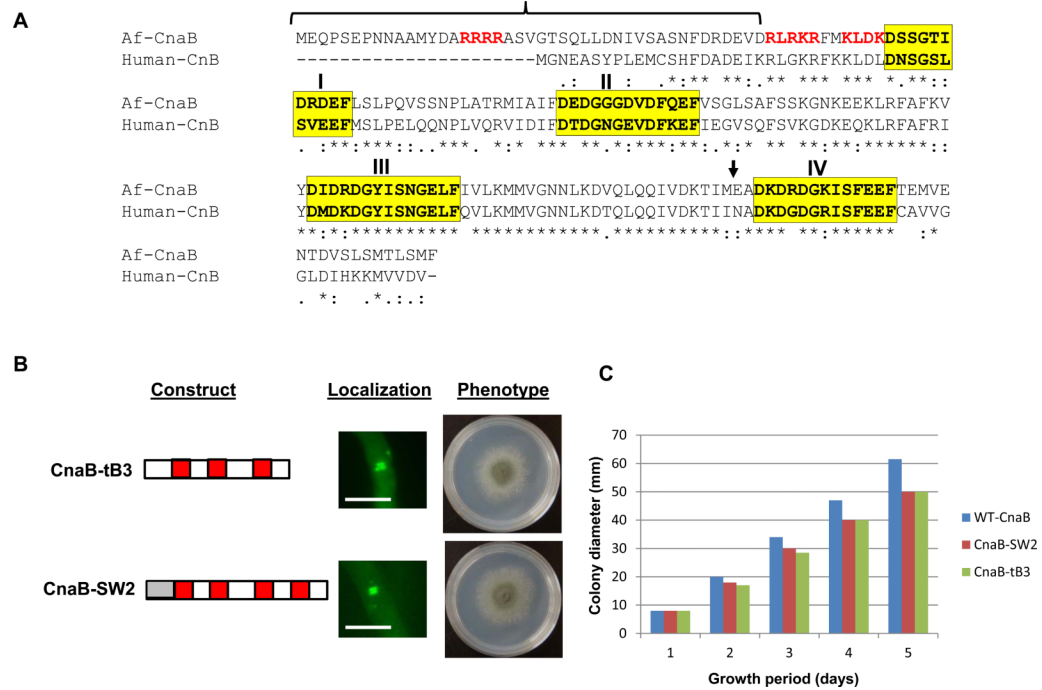 A
Af-CnaB MEQPSEPNNAAMYDARRRRASVGTSQLLDNIVSASNFDRDEVDRLRKRFMKLDKDSSGTI
Human-CnB --------------------MGNEASYPLEMCSHFDADEIKRLGKRFKKLDLDNSGSL
I II .: :. * .*** **:.** *** *** *.**::
Af-CnaB DRDEFLSLPQVSSNPLATRMIAIFDEDGGGDVDFQEFVSGLSAFSSKGNKEEKLRFAFKV
Human-CnB SVEEFMSLPELQQNPLVQRVIDIFDTDGNGEVDFKEFIEGVSQFSVKGDKEQKLRFAFRI
III IV
Af-CnaB YDIDRDGYISNGELFIVLKMMVGNNLKDVQLQQIVDKTIMEADKDRDGKISFEEFTEMVE
Human-CnB YDMDKDGYISNGELFQVLKMMVGNNLKDTQLQQIVDKTIINADKDGDGRISFEEFCAVVG
Af-CnaB NTDVSLSMTLSMF
Human-CnB GLDIHKKMVVDV-
. *: .*.:.:
B
Construct Localization Phenotype
CnaB-tB3
CnaB-SW2
C
Colony diameter (mm)
70
60
50
40
30
20
10
0
1 2 3 4 5
Growth period (days)
WT-CnaB
CnaB-SW2
CnaB-tB3